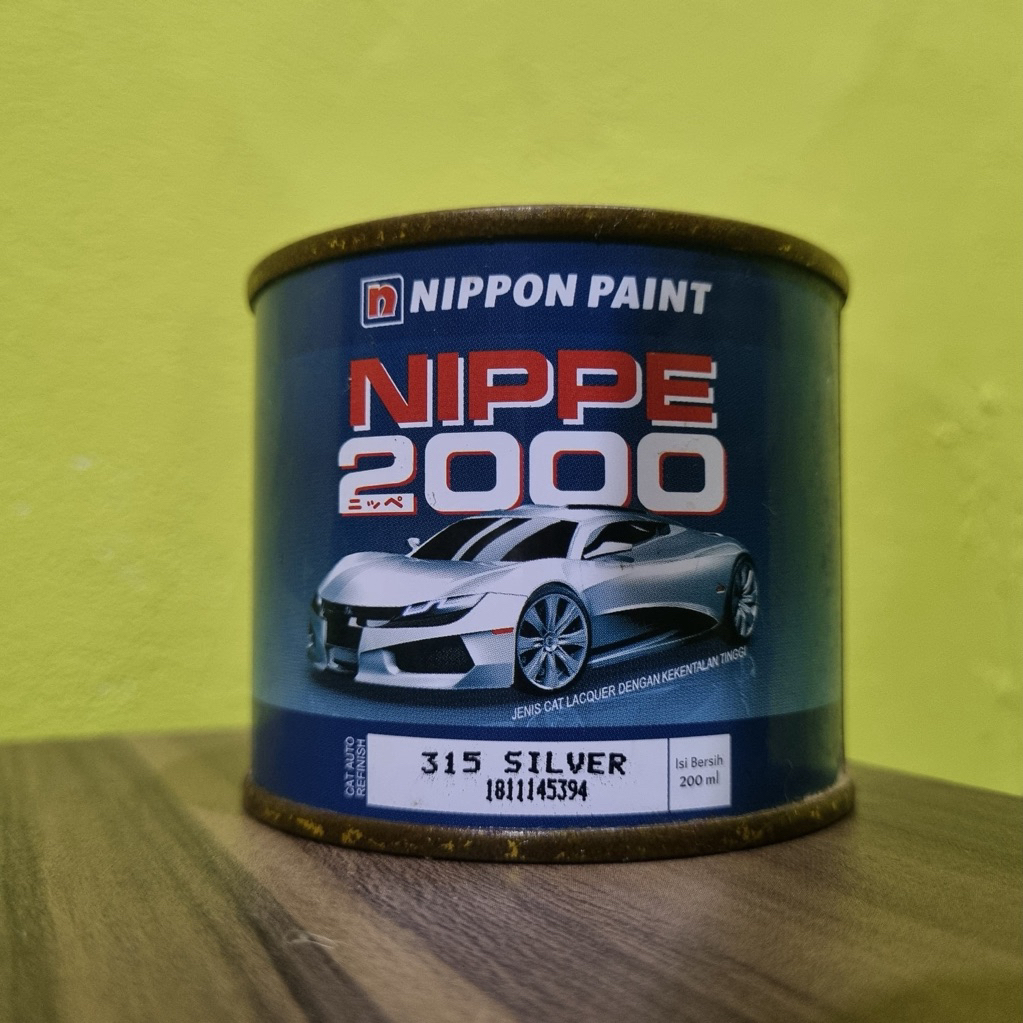 n NIPPON PAINT
NIPPE
2000
ニッペ
JENIS CAT LACQUER DENGAN KEKENTALAN TINGGI
CAT AUTO
REFINISH
315 SILVER
1811145394
Isi Bersih
200 ml